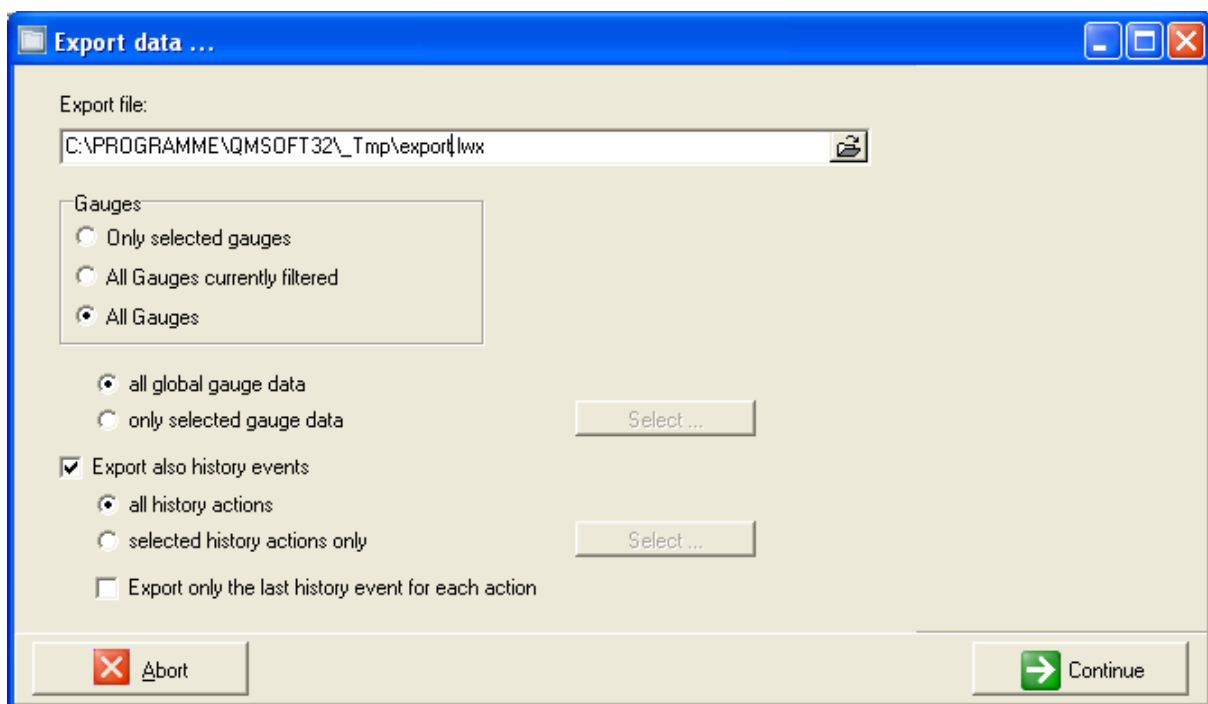 Export data ...
Export file:
C:\PROGRAMME\QMSOFT32\_Tmp\export.lwx
Gauges
Only selected gauges
All Gauges currently filtered
All Gauges
all global gauge data
only selected gauge data Select ...
Export also history events
all history actions
selected history actions only Select ...
Export only the last history event for each action
Abort Continue